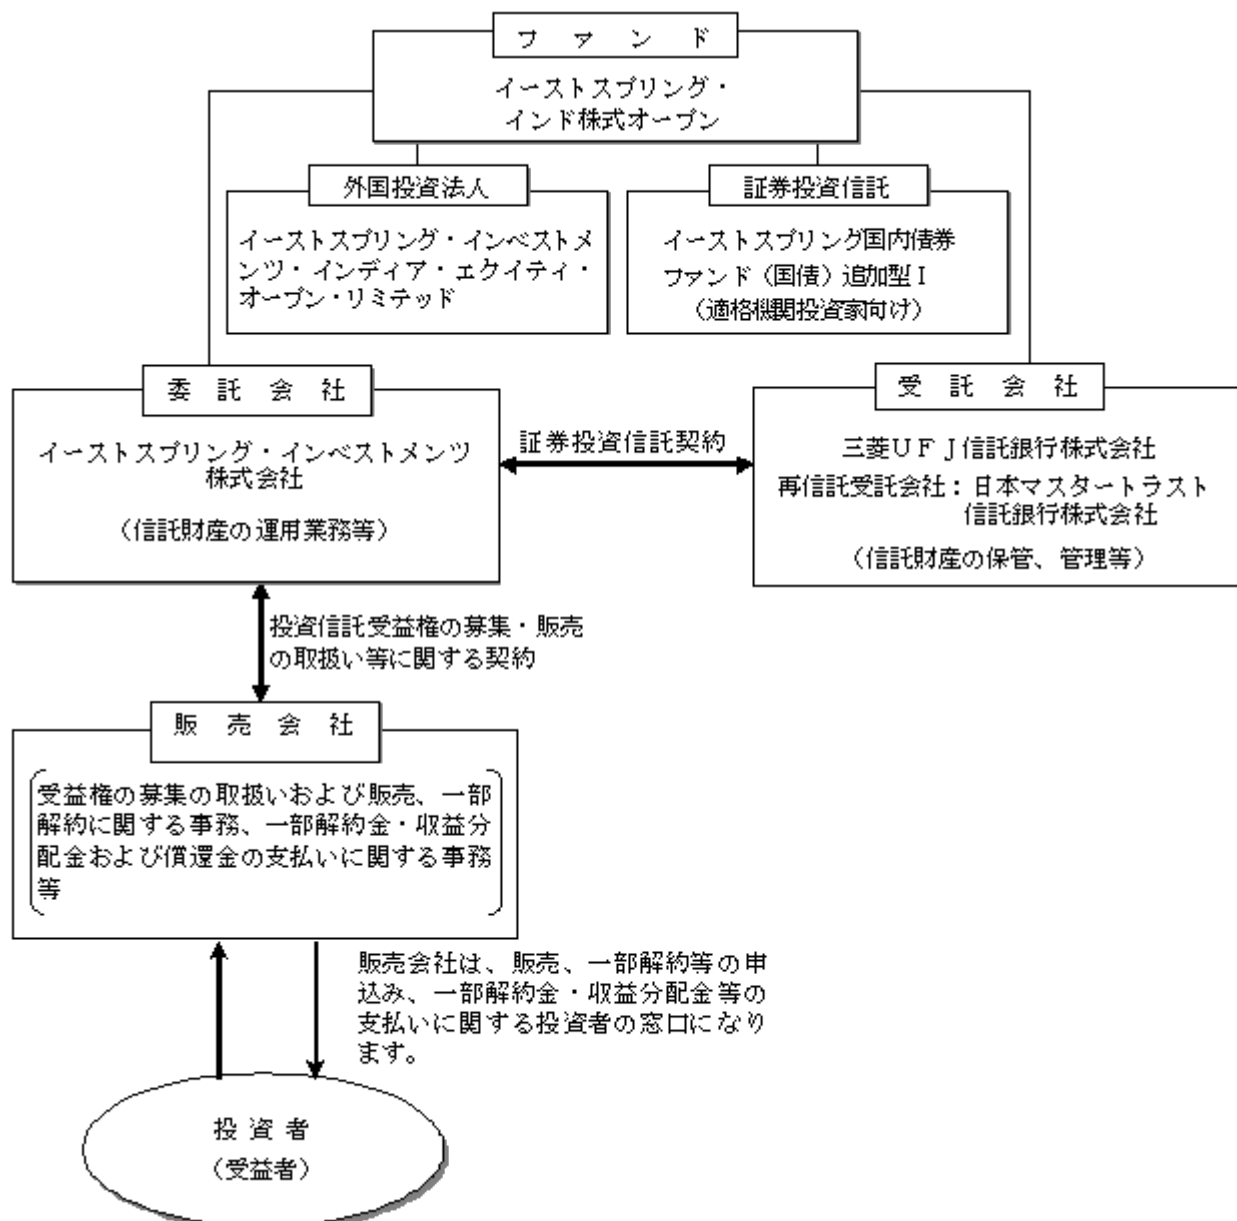 ファンド
イーストスプリング・
インド株式オープン
外国投資法人
イーストスプリング・インベストメ
ンツ・インディア・エクイティ・
オープン・リミテッド
証券投資信託
イーストスプリング国内債券
ファンド（国債）追加型Ⅰ
（適格機関投資家向け）
委託会社
イーストスプリング・インベストメンツ
株式会社
（信託財産の運用業務等）
証券投資信託契約
受託会社
三菱ＵＦＪ信託銀行株式会社
再信託受託会社：日本マスタートラスト
信託銀行株式会社
（信託財産の保管、管理等）
投資信託受益権の募集・販売
の取扱い等に関する契約
販売会社
受益権の募集の取扱いおよび販売、一部
解約に関する事務、一部解約金・収益分
配金および償還金の支払いに関する事務
等
販売会社は、販売、一部解約等の申
込み、一部解約金・収益分配金等の
支払いに関する投資者の窓口になり
ます。
投資者
（受益者）